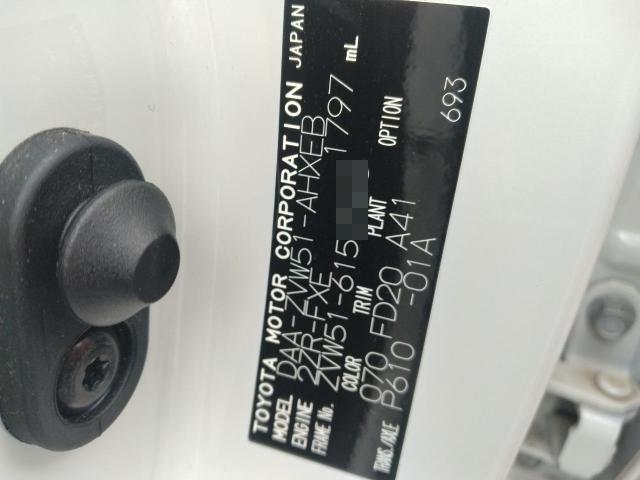 TOYOTA MOTOR CORPORATION JAPAN
MODEL DAA-ZVW51-AHXEB
ENGINE 2ZR-FXE 1797 mL
FRAME No. ZVW51-615
COLOR TRIM PLANT OPTION
070 FD20 A41 693
TRANS./AXLE P610 -01A